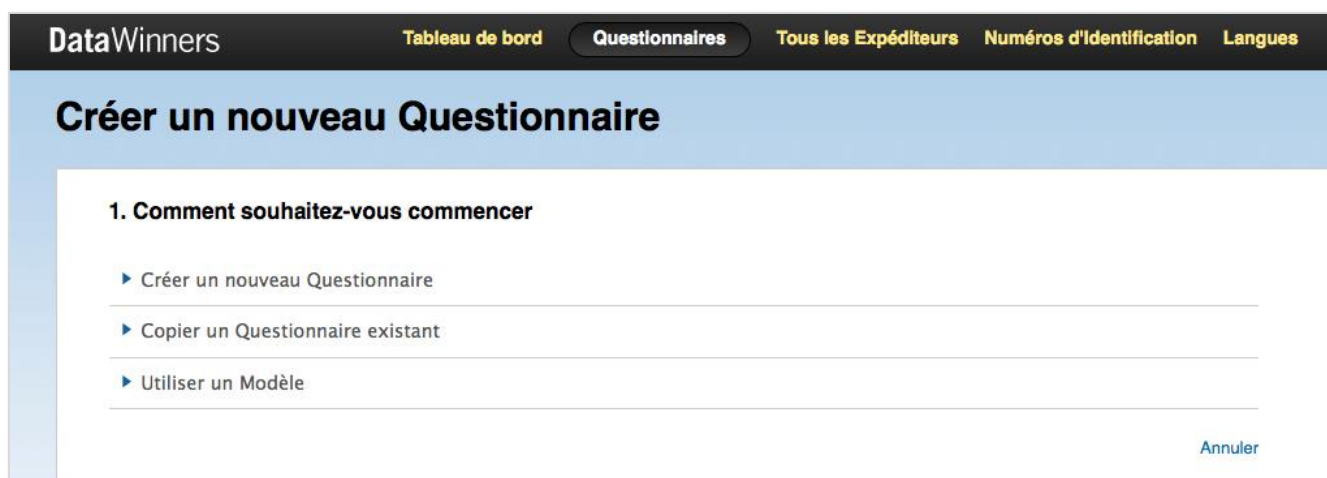 DataWinners Tableau de bord Questionnaires Tous les Expéditeurs Numéros d'Identification Langues
Créer un nouveau Questionnaire
1. Comment souhaitez-vous commencer
Créer un nouveau Questionnaire
Copier un Questionnaire existant
Utiliser un Modèle
Annuler